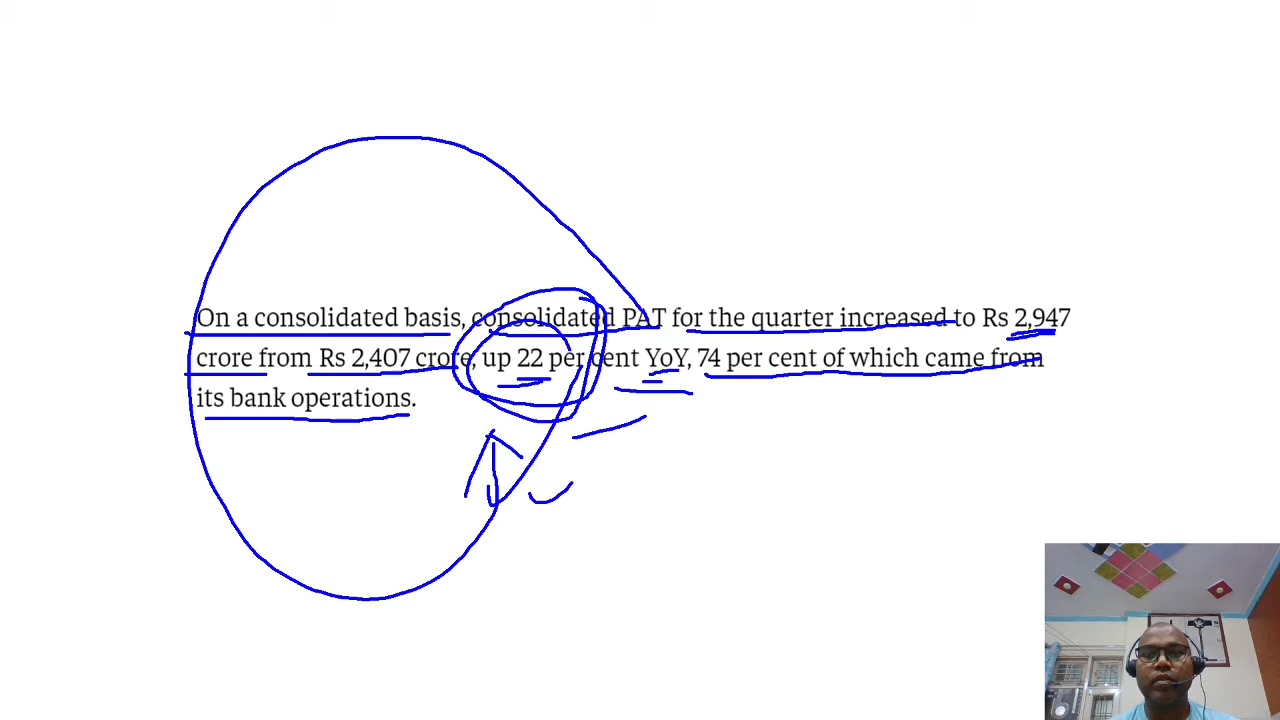 On a consolidated basis, consolidated PAT for the quarter increased to Rs 2,947
crore from Rs 2,407 crore, up 22 per cent YoY, 74 per cent of which came from
its bank operations.